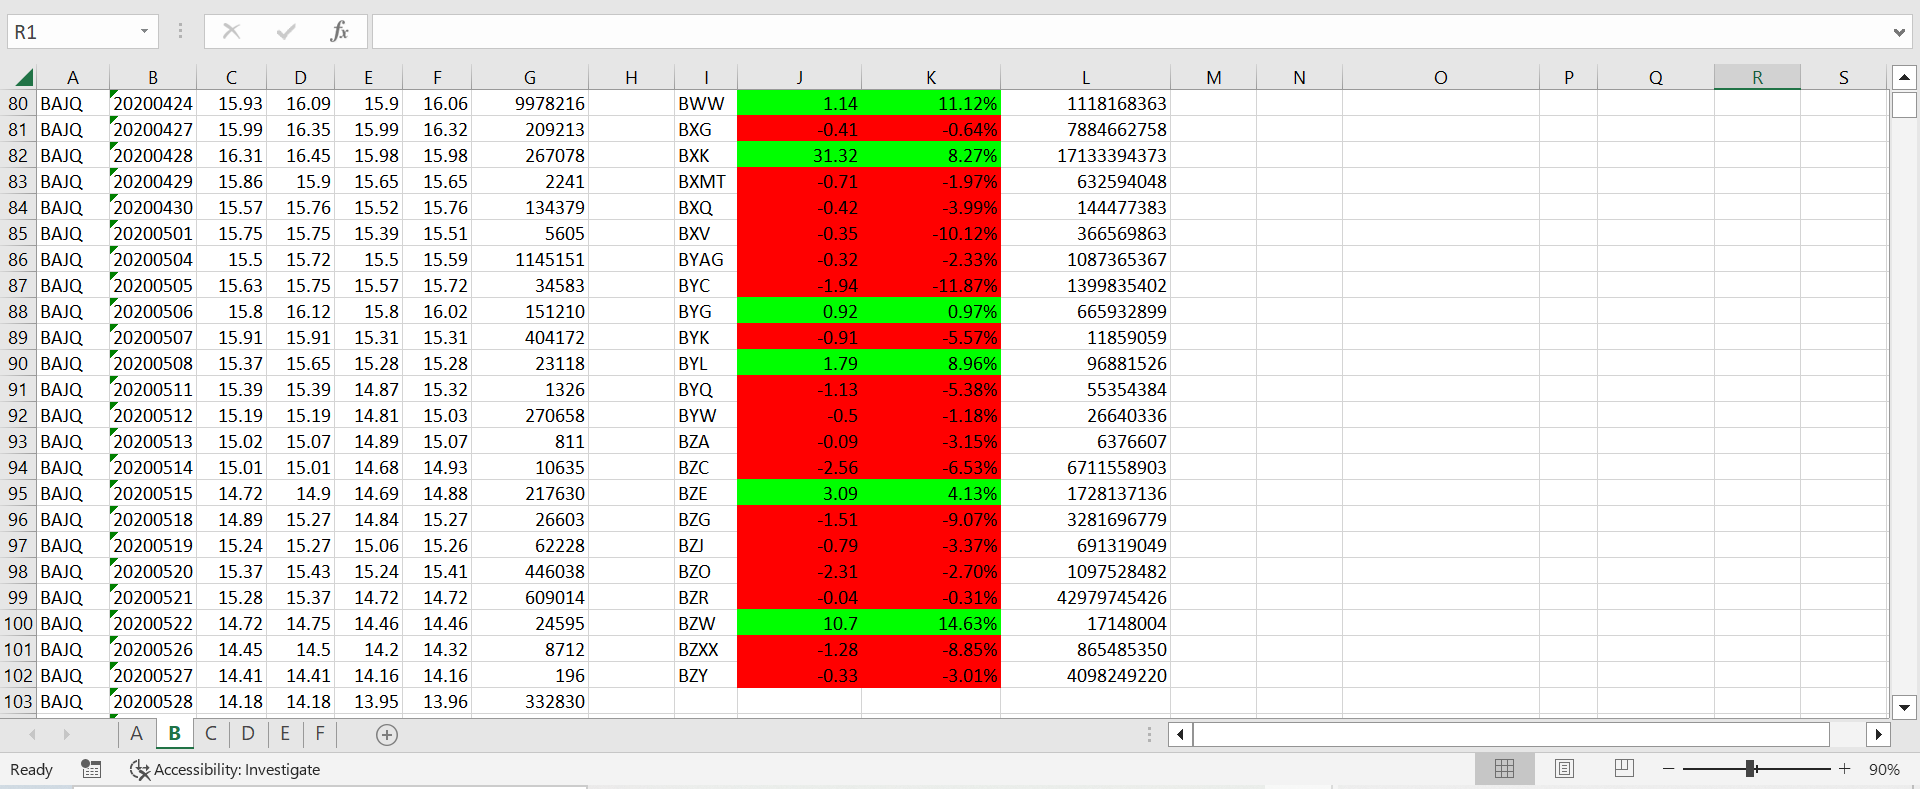 R1 fx
A B C D E F G H I J K L M N O P Q R S
80 BAJQ 20200424 15.93 16.09 15.9 16.06 9978216 BWW 1.14 11.12% 1118168363
81 BAJQ 20200427 15.99 16.35 15.99 16.32 209213 BXG -0.41 -0.64% 7884662758
82 BAJQ 20200428 16.31 16.45 15.98 15.98 267078 BXK 31.32 8.27% 17133394373
83 BAJQ 20200429 15.86 15.9 15.65 15.65 2241 BXMT -0.71 -1.97% 632594048
84 BAJQ 20200430 15.57 15.76 15.52 15.76 134379 BXQ -0.42 -3.99% 144477383
85 BAJQ 20200501 15.75 15.75 15.39 15.51 5605 BXV -0.35 -10.12% 366569863
86 BAJQ 20200504 15.5 15.72 15.5 15.59 1145151 BYAG -0.32 -2.33% 1087365367
87 BAJQ 20200505 15.63 15.75 15.57 15.72 34583 BYC -1.94 -11.87% 1399835402
88 BAJQ 20200506 15.8 16.12 15.8 16.02 151210 BYG 0.92 0.97% 665932899
89 BAJQ 20200507 15.91 15.91 15.31 15.31 404172 BYK -0.91 -5.57% 11859059
90 BAJQ 20200508 15.37 15.65 15.28 15.28 23118 BYL 1.79 8.96% 96881526
91 BAJQ 20200511 15.39 15.39 14.87 15.32 1326 BYQ -1.13 -5.38% 55354384
92 BAJQ 20200512 15.19 15.19 14.81 15.03 270658 BYW -0.5 -1.18% 26640336
93 BAJQ 20200513 15.02 15.07 14.89 15.07 811 BZA -0.09 -3.15% 6376607
94 BAJQ 20200514 15.01 15.01 14.68 14.93 10635 BZC -2.56 -6.53% 6711558903
95 BAJQ 20200515 14.72 14.9 14.69 14.88 217630 BZE 3.09 4.13% 1728137136
96 BAJQ 20200518 14.89 15.27 14.84 15.27 26603 BZG -1.51 -9.07% 3281696779
97 BAJQ 20200519 15.24 15.27 15.06 15.26 62228 BZJ -0.79 -3.37% 691319049
98 BAJQ 20200520 15.37 15.43 15.24 15.41 446038 BZO -2.31 -2.70% 1097528482
99 BAJQ 20200521 15.28 15.37 14.72 14.72 609014 BZR -0.04 -0.31% 42979745426
100 BAJQ 20200522 14.72 14.75 14.46 14.46 24595 BZW 10.7 14.63% 17148004
101 BAJQ 20200526 14.45 14.5 14.2 14.32 8712 BZXX -1.28 -8.85% 865485350
102 BAJQ 20200527 14.41 14.41 14.16 14.16 196 BZY -0.33 -3.01% 4098249220
103 BAJQ 20200528 14.18 14.18 13.95 13.96 332830
A B C D E F
Ready Accessibility: Investigate 90%